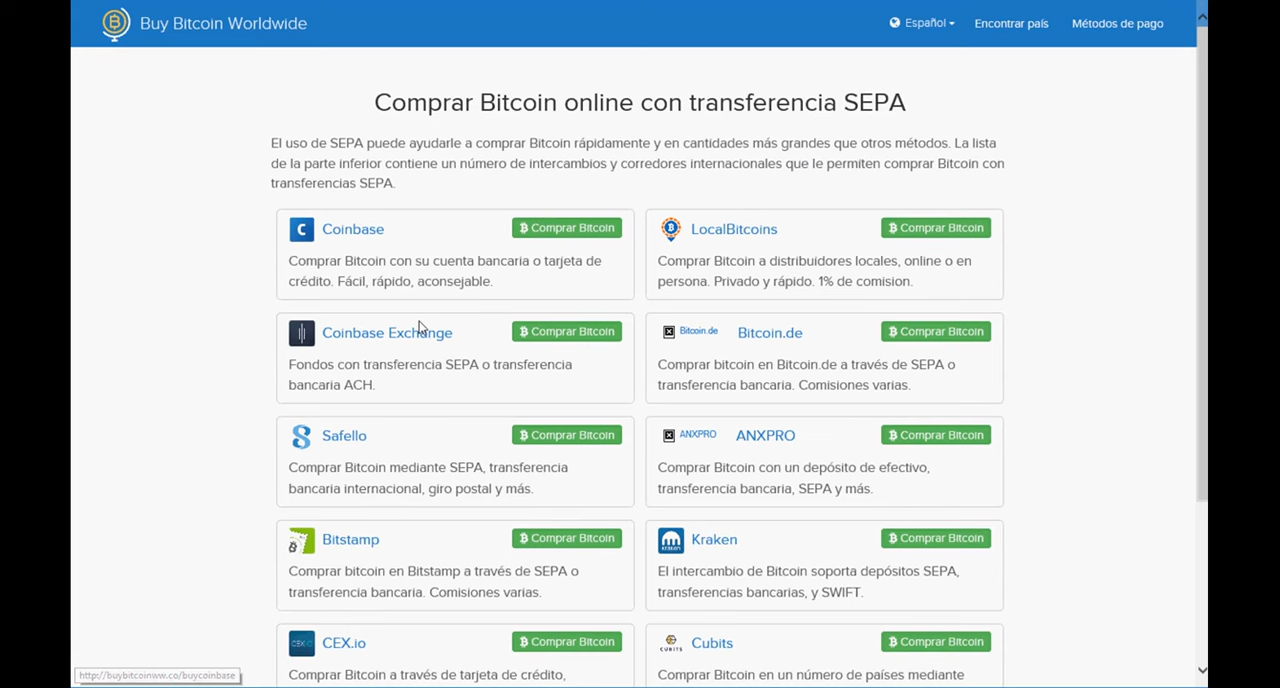 Buy Bitcoin Worldwide
Español
Encontrar país
Métodos de pago
Comprar Bitcoin online con transferencia SEPA
El uso de SEPA puede ayudarle a comprar Bitcoin rápidamente y en cantidades más grandes que otros métodos. La lista
de la parte inferior contiene un número de intercambios y corredores internacionales que le permiten comprar Bitcoin con
transferencias SEPA.
Coinbase
Comprar Bitcoin
Comprar Bitcoin con su cuenta bancaria o tarjeta de
crédito. Fácil, rápido, aconsejable.
LocalBitcoins
Comprar Bitcoin
Comprar Bitcoin a distribuidores locales, online o en
persona. Privado y rápido. 1% de comision.
Coinbase Exchange
Comprar Bitcoin
Fondos con transferencia SEPA o transferencia
bancaria ACH.
Bitcoin.de
Bitcoin.de
Comprar Bitcoin
Comprar bitcoin en Bitcoin.de a través de SEPA o
transferencia bancaria. Comisiones varias.
Safello
Comprar Bitcoin
Comprar Bitcoin mediante SEPA, transferencia
bancaria internacional, giro postal y más.
ANXPRO
ANXPRO
Comprar Bitcoin
Comprar Bitcoin con un depósito de efectivo,
transferencia bancaria, SEPA y más.
Bitstamp
Comprar Bitcoin
Comprar bitcoin en Bitstamp a través de SEPA o
transferencia bancaria. Comisiones varias.
KRAKEN
Kraken
Comprar Bitcoin
El intercambio de Bitcoin soporta depósitos SEPA,
transferencias bancarias, y SWIFT.
CEX.IO
CEX.io
Comprar Bitcoin
Comprar Bitcoin a través de tarjeta de crédito,
CUBITS
Cubits
Comprar Bitcoin
Comprar Bitcoin en un número de países mediante
http://buybitcoinww.co/buycoinbase